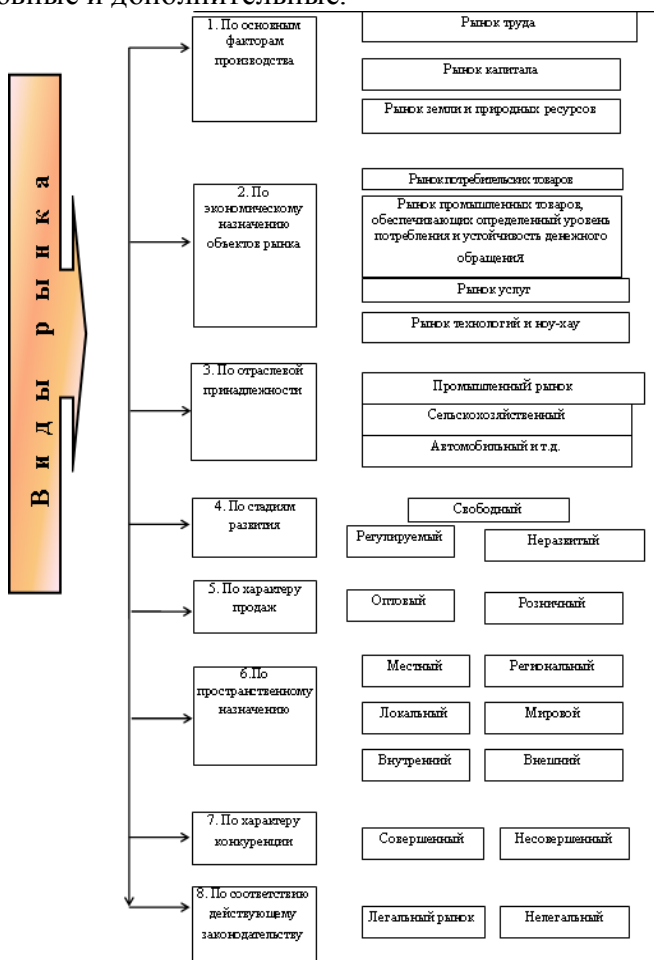 и дополнительные.
Виды рынка
1. По основным
факторам
производства
Рынок труда
Рынок капитала
Рынок земли и природных ресурсов
2. По
экономическому
назначению
объектов рынка
Рынок потребительских товаров
Рынок промышленных товаров,
обеспечивающих определенный уровень
потребления и устойчивость денежного
обращения
Рынок услуг
Рынок технологий и ноу-хау
3. По отраслевой
принадлежности
Промышленный рынок
Сельскохозяйственный
Автомобильный и т.д.
4. По стадиям
развития
Свободный
Регулируемый
Неразвитый
5. По характеру
продаж
Оптовый
Розничный
6.По
пространственному
назначению
Местный
Региональный
Локальный
Мировой
Внутренний
Внешний
7. По характеру
конкуренции
Совершенный
Несовершенный
8. По соответствию
действующему
законодательству
Легальный рынок
Нелегальный